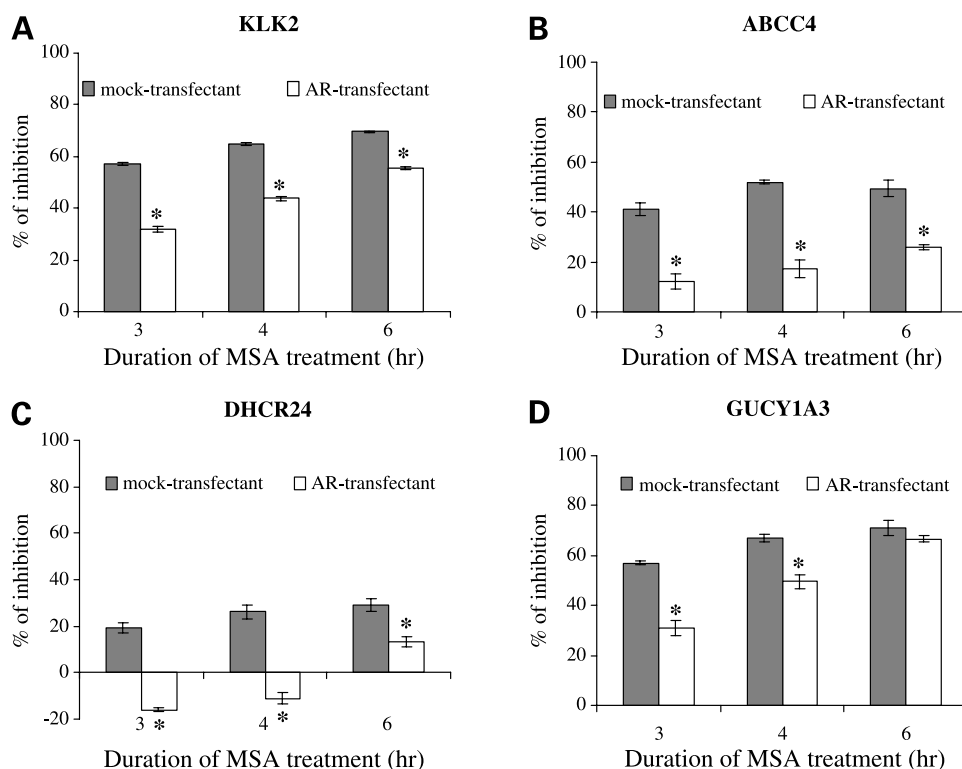 A
KLK2
% of inhibition
100
80
60
40
20
0
mock-transfectant AR-transfectant
* * *
3 4 6
Duration of MSA treatment (hr)
B
ABCC4
% of inhibition
100
80
60
40
20
0
mock-transfectant AR-transfectant
* * *
3 4 6
Duration of MSA treatment (hr)
C
DHCR24
% of inhibition
100
80
60
40
20
0
-20
mock-transfectant AR-transfectant
* * *
3 4 6
Duration of MSA treatment (hr)
D
GUCY1A3
% of inhibition
100
80
60
40
20
0
mock-transfectant AR-transfectant
* *
3 4 6
Duration of MSA treatment (hr)